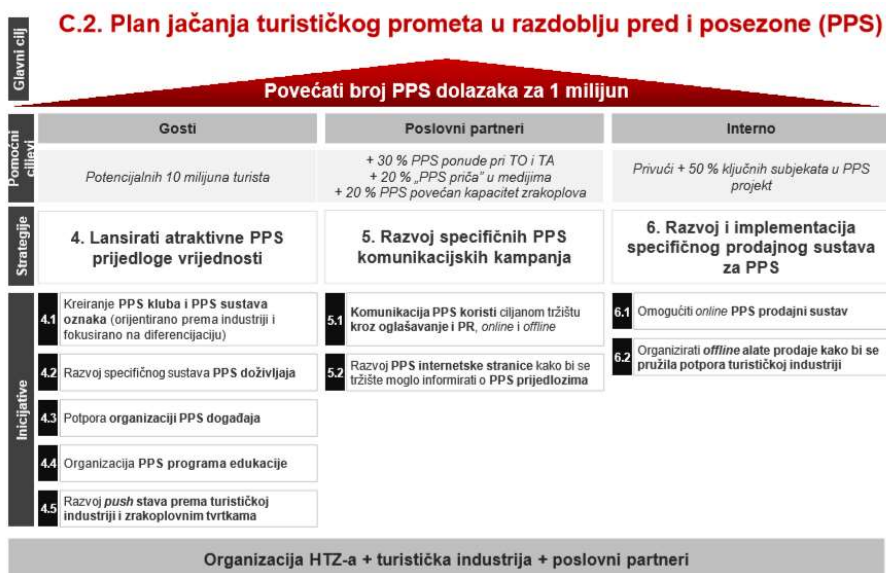 C.2. Plan jačanja turističkog prometa u razdoblju pred i posezone (PPS)
Glavni cilj
Povećati broj PPS dolazaka za 1 milijun
Pomoćni
ciljevi
Gosti
Poslovni partneri
Interno
Potencijalnih 10 milijuna turista
+ 30 % PPS ponude pri TO i TA
+ 20 % „PPS priča” u medijima
+ 20 % PPS povećan kapacitet zrakoplova
Privući + 50 % ključnih subjekata u PPS
projekt
Strategije
4. Lansirati atraktivne PPS
prijedloge vrijednosti
5. Razvoj specifičnih PPS
komunikacijskih kampanja
6. Razvoj i implementacija
specifičnog prodajnog sustava
za PPS
Inicijative
4.1 Kreiranje PPS kluba i PPS sustava
oznaka (orijentirano prema industriji i
fokusirano na diferencijaciju)
4.2 Razvoj specifičnog sustava PPS doživljaja
4.3 Potpora organizaciji PPS događaja
4.4 Organizacija PPS programa edukacije
4.5 Razvoj push stava prema turističkoj
industriji i zrakoplovnim tvrtkama
5.1 Komunikacija PPS koristi ciljanom tržištu
kroz oglašavanje i PR, online i offline
5.2 Razvoj PPS internetske stranice kako bi se
tržište moglo informirati o PPS prijedlozima
6.1 Omogućiti online PPS prodajni sustav
6.2 Organizirati offline alate prodaje kako bi se
pružila potpora turističkoj industriji
Organizacija HTZ-a + turistička industrija + poslovni partneri